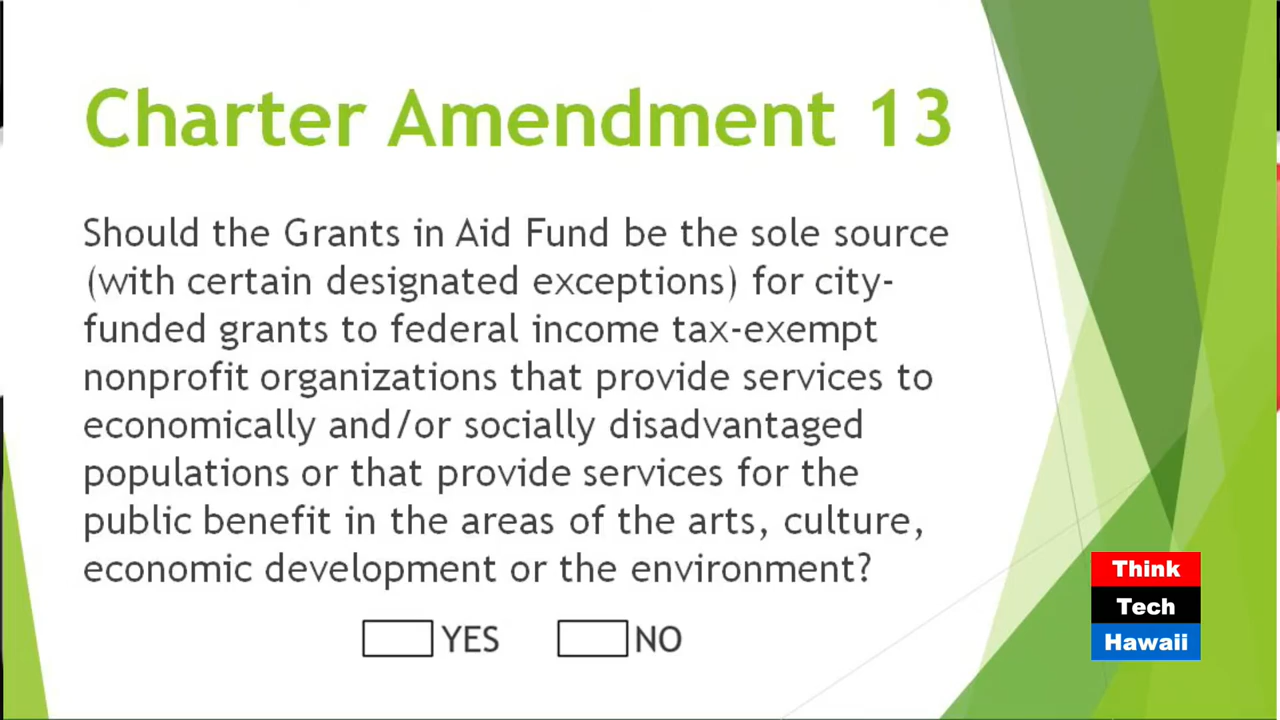 Charter Amendment 13
Should the Grants in Aid Fund be the sole source
(with certain designated exceptions) for city-
funded grants to federal income tax-exempt
nonprofit organizations that provide services to
economically and/or socially disadvantaged
populations or that provide services for the
public benefit in the areas of the arts, culture,
economic development or the environment?
YES NO
Think
Tech
Hawaii